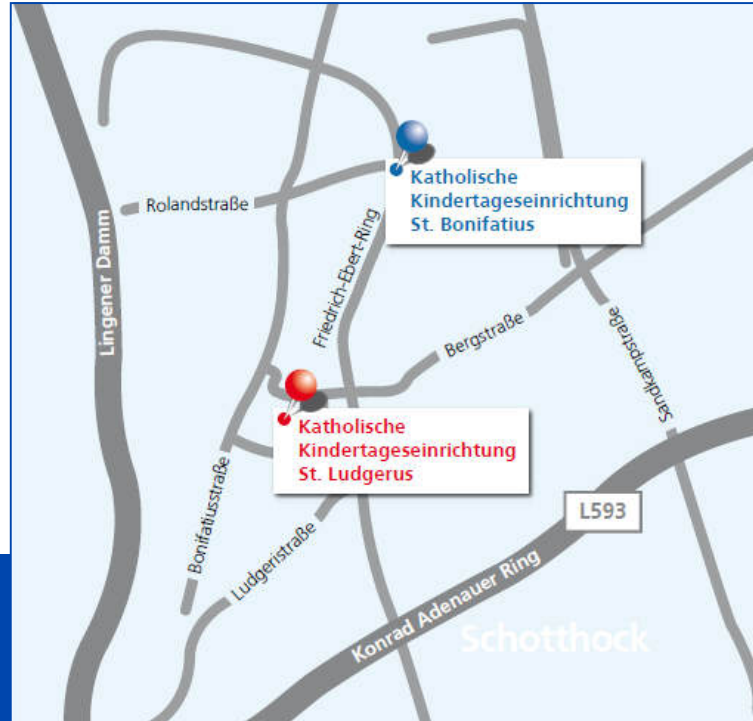 Katholische
Kindertageseinrichtung
St. Bonifatius
Rolandstraße
Lingener Damm
Friedrich-Ebert-Ring
Bergstraße
Sandkampstraße
Katholische
Kindertageseinrichtung
St. Ludgerus
Bonifatiusstraße
Ludgeristraße
L593
Konrad Adenauer Ring
Schotthock